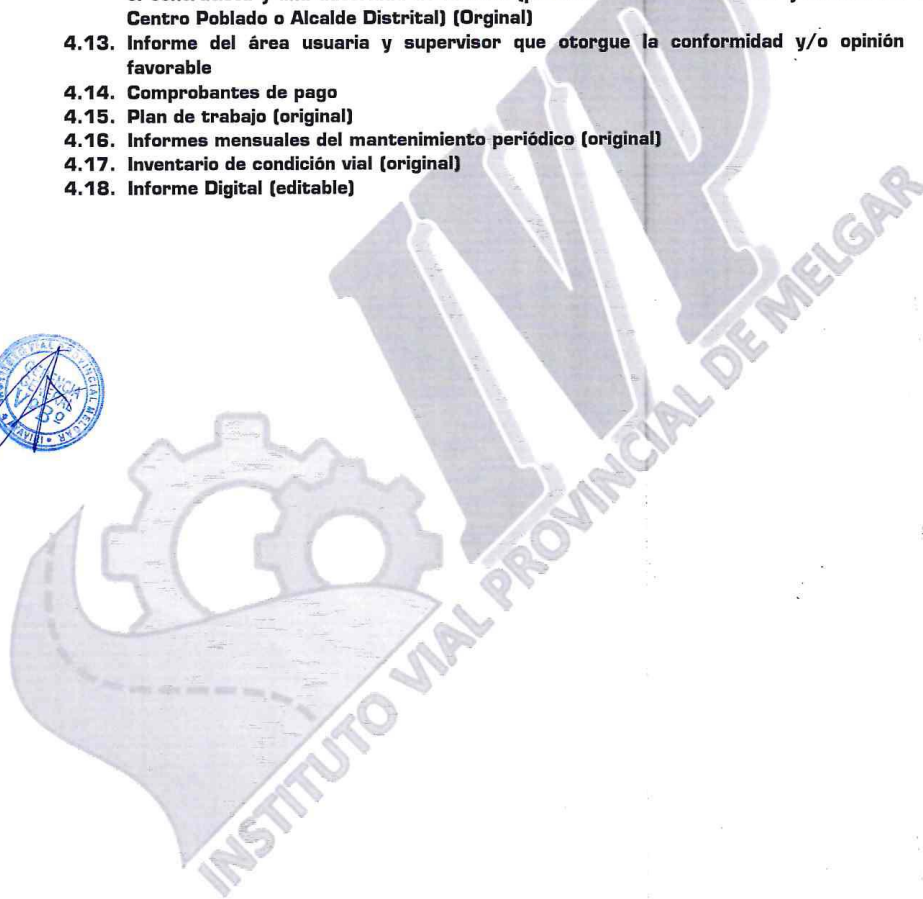 Centro Poblado o Alcalde Distrital) (Orginal)
4.13. Informe del área usuaria y supervisor que otorgue la conformidad y/o opinión
favorable
4.14. Comprobantes de pago
4.15. Plan de trabajo (original)
4.16. Informes mensuales del mantenimiento periódico (original)
4.17. Inventario de condición vial (original)
4.18. Informe Digital (editable)
IVP
INSTITUTO VIAL PROVINCIAL DE MELGAR
VºBº